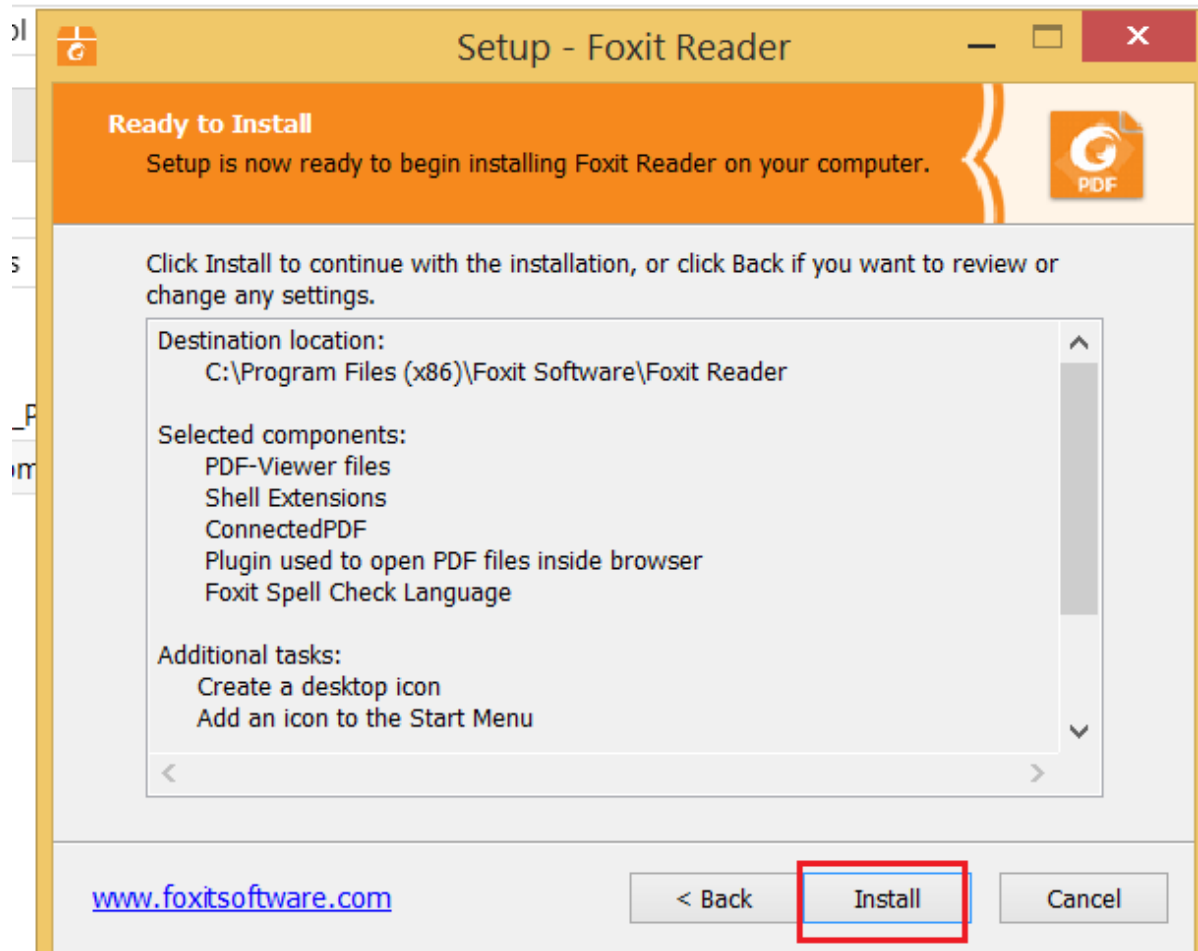 ol
Setup - Foxit Reader
Ready to Install
Setup is now ready to begin installing Foxit Reader on your computer.
PDF
s
Click Install to continue with the installation, or click Back if you want to review or
change any settings.
Destination location:
C:\Program Files (x86)\Foxit Software\Foxit Reader
_P
Selected components:
om
PDF-Viewer files
Shell Extensions
ConnectedPDF
Plugin used to open PDF files inside browser
Foxit Spell Check Language
Additional tasks:
Create a desktop icon
Add an icon to the Start Menu
www.foxitsoftware.com
< Back
Install
Cancel